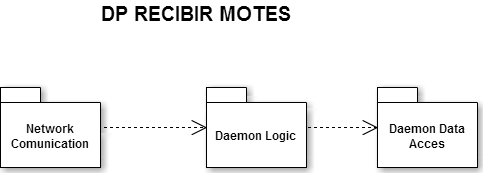 DP RECIBIR MOTES
Network
Comunication
Daemon Logic
Daemon Data
Acces